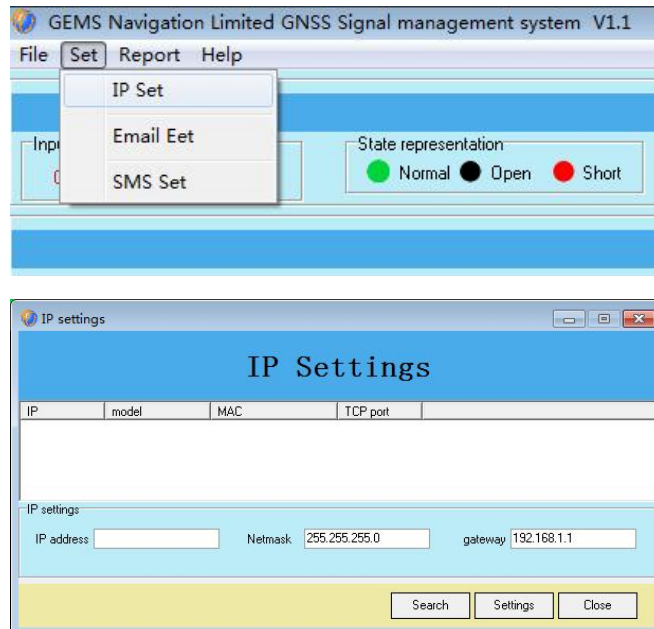 GEMS Navigation Limited GNSS Signal management system V1.1
File Set Report Help
IP Set
Email Eet
SMS Set
State representation
Normal Open Short
IP settings
IP Settings
IP model MAC TCP port
IP settings
IP address Netmask 255.255.255.0 gateway 192.168.1.1
Search Settings Close